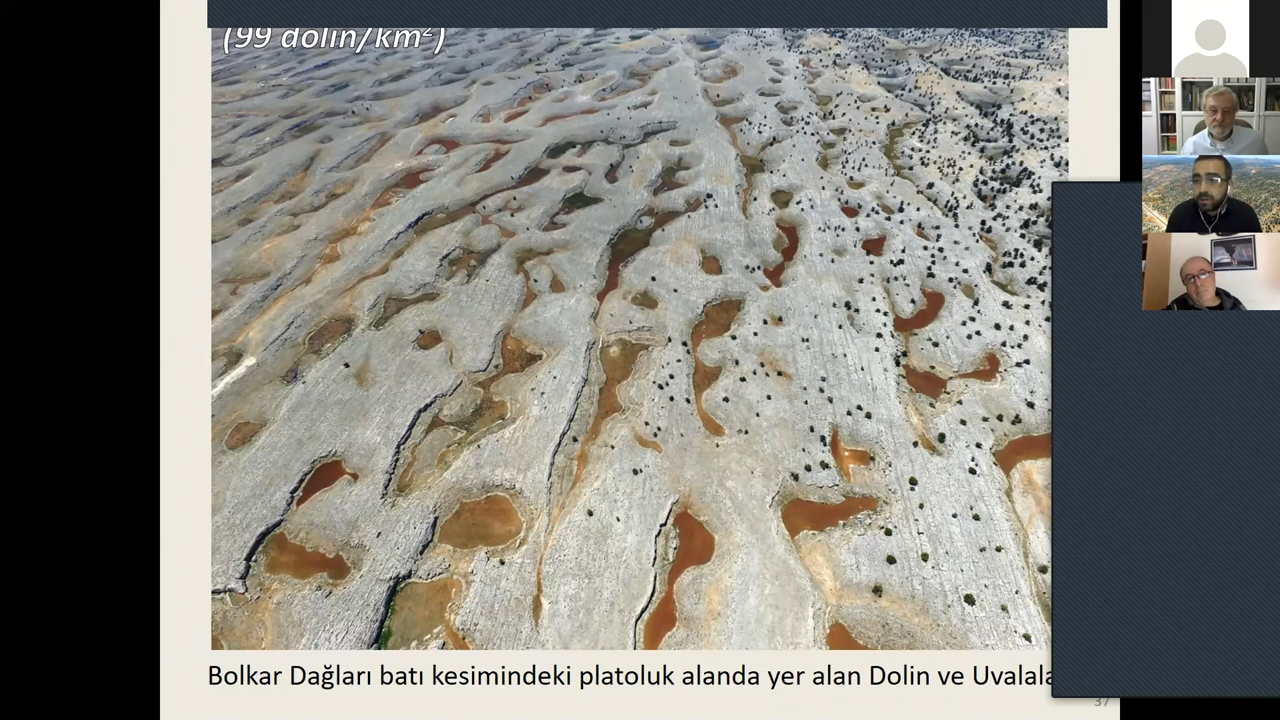 (99 dolin/km²)
Bolkar Dağları batı kesimindeki platoluk alanda yer alan Dolin ve Uvalala
37